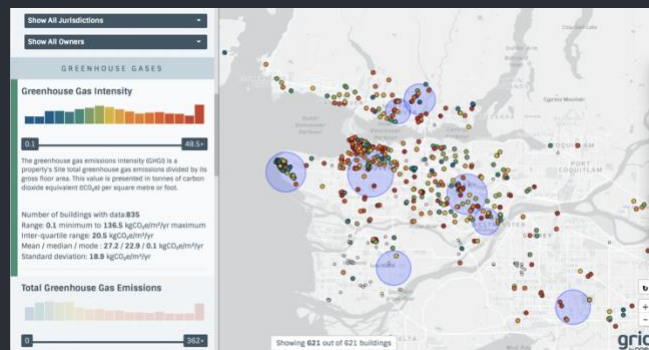 Show All Jurisdictions
Show All Owners
GREENHOUSE GASES
Greenhouse Gas Intensity
0.1
48.5+
The greenhouse gas emissions intensity (GHGI) is a
property's Site total greenhouse gas emissions divided by its
gross floor area. This value is presented in tonnes of carbon
dioxide equivalent (tCO₂e) per square metre or foot.
Number of buildings with data:835
Range: 0.1 minimum to 136.5 kgCO₂e/m²/yr maximum
Inter-quartile range: 20.5 kgCO₂e/m²/yr
Mean / median / mode : 27.2 / 22.9 / 0.1 kgCO₂e/m²/yr
Standard deviation: 18.9 kgCO₂e/m²/yr
Total Greenhouse Gas Emissions
0
362+
Cypress Mountain
COQUITLAM
PORT
COQUITLAM
Showing 621 out of 621 buildings
grid